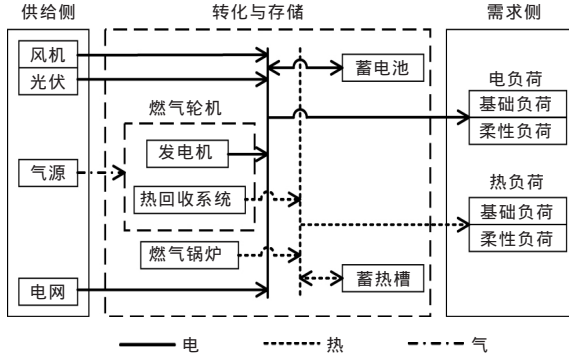 供给侧
转化与存储
需求侧
风机
光伏
蓄电池
电负荷
基础负荷
柔性负荷
燃气轮机
发电机
气源
热回收系统
热负荷
基础负荷
柔性负荷
燃气锅炉
电网
蓄热槽
电
热
气